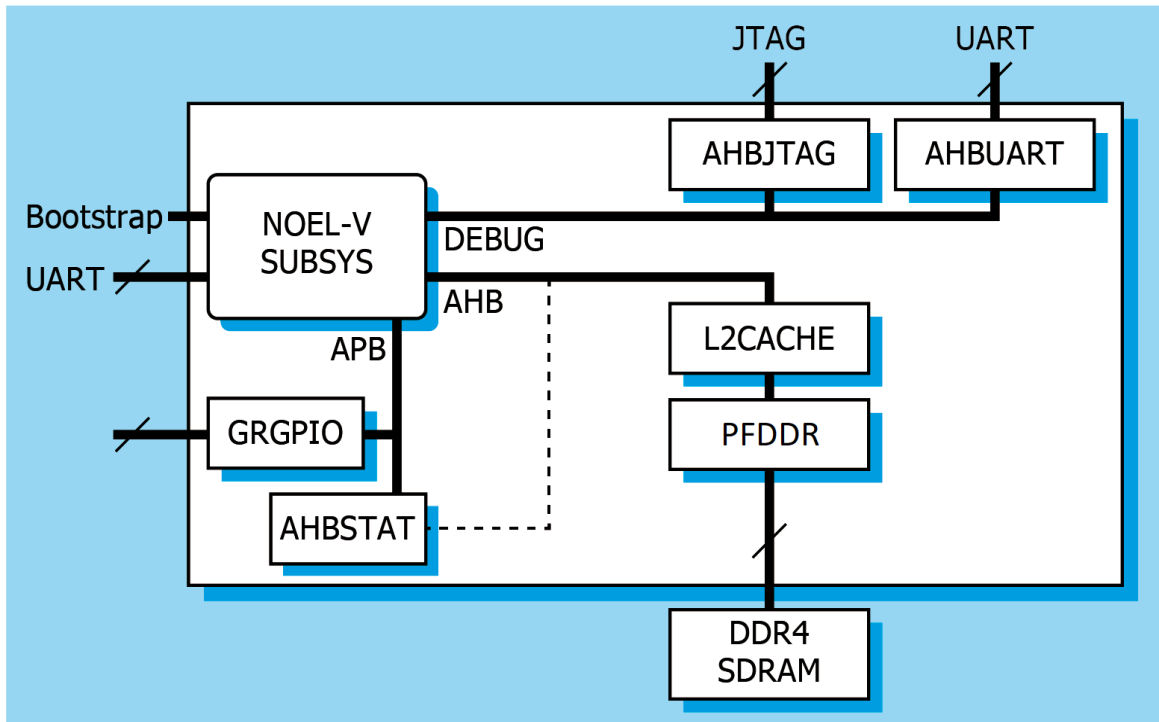 JTAG
UART
AHBJTAG
AHBUART
Bootstrap
NOEL-V
SUBSYS
DEBUG
UART
AHB
APB
L2CACHE
GRGPIO
PFDDR
AHBSTAT
DDR4
SDRAM